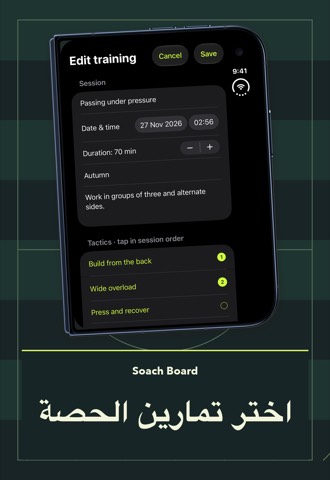 Edit training
Cancel
Save
9:41
Session
Passing under pressure
Date & time
27 Nov 2026
02:56
Duration: 70 min
− +
Autumn
Work in groups of three and alternate
sides.
Tactics · tap in session order
Build from the back
1
Wide overload
2
Press and recover
Soach Board
اختر تمارين الحصة